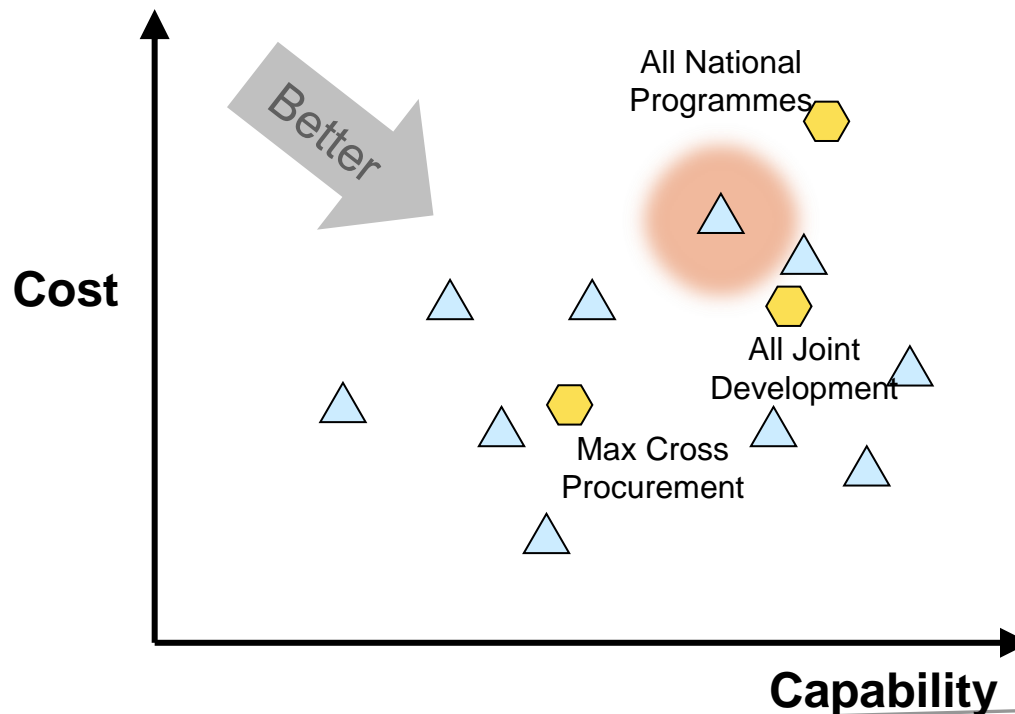 All National
Programmes
Better
Cost
All Joint
Development
Max Cross
Procurement
Capability